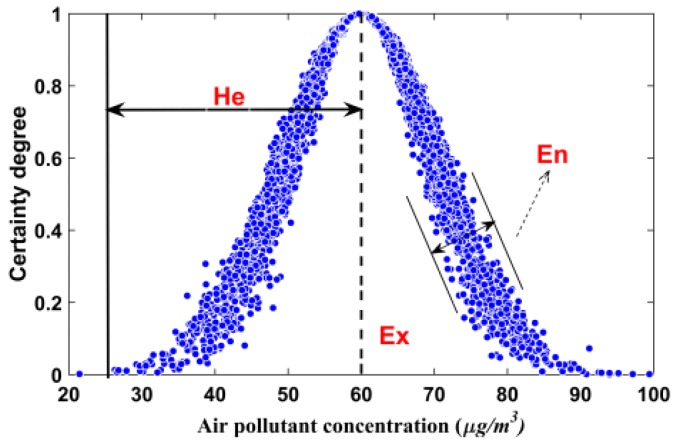 1
0.8
0.6
0.4
0.2
0
Certainty degree
He
En
Ex
20 30 40 50 60 70 80 90 100
Air pollutant concentration (μg/m³)